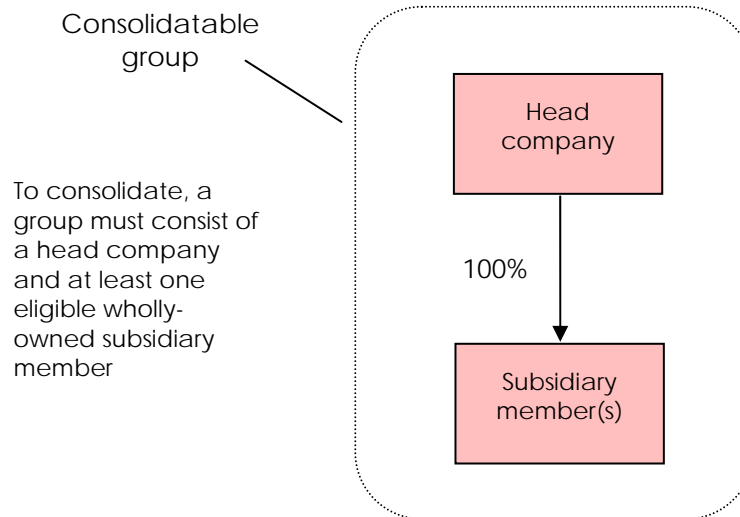 Consolidatable
group
To consolidate, a
group must consist of
a head company
and at least one
eligible wholly-
owned subsidiary
member
Head
company
100%
Subsidiary
member(s)